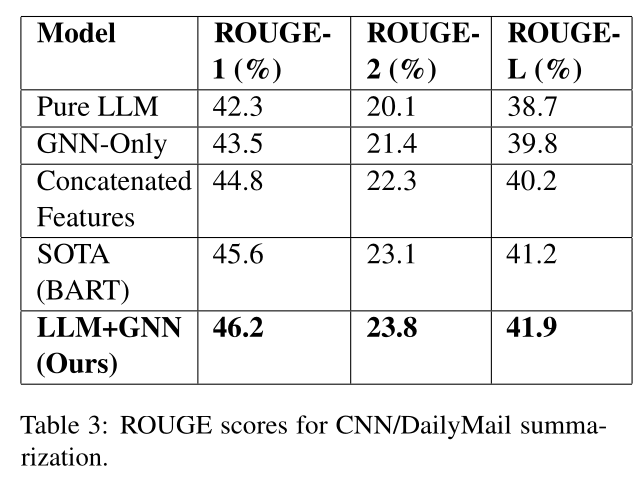 Model ROUGE- ROUGE- ROUGE-
1 (%) 2 (%) L (%)
Pure LLM 42.3 20.1 38.7
GNN-Only 43.5 21.4 39.8
Concatenated 44.8 22.3 40.2
Features
SOTA 45.6 23.1 41.2
(BART)
LLM+GNN 46.2 23.8 41.9
(Ours)
Table 3: ROUGE scores for CNN/DailyMail summa-
rization.